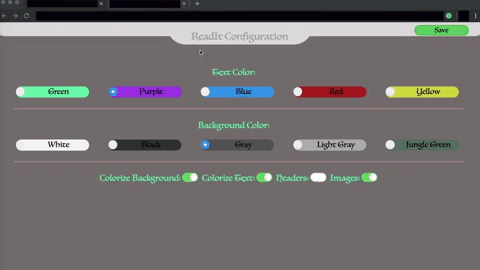 ReadIt Configuration
Save
Text Color:
Green Purple Blue Red Yellow
Background Color:
White Black Gray Light Gray Jungle Green
Colorize Background: Colorize Text: Headers: Images: